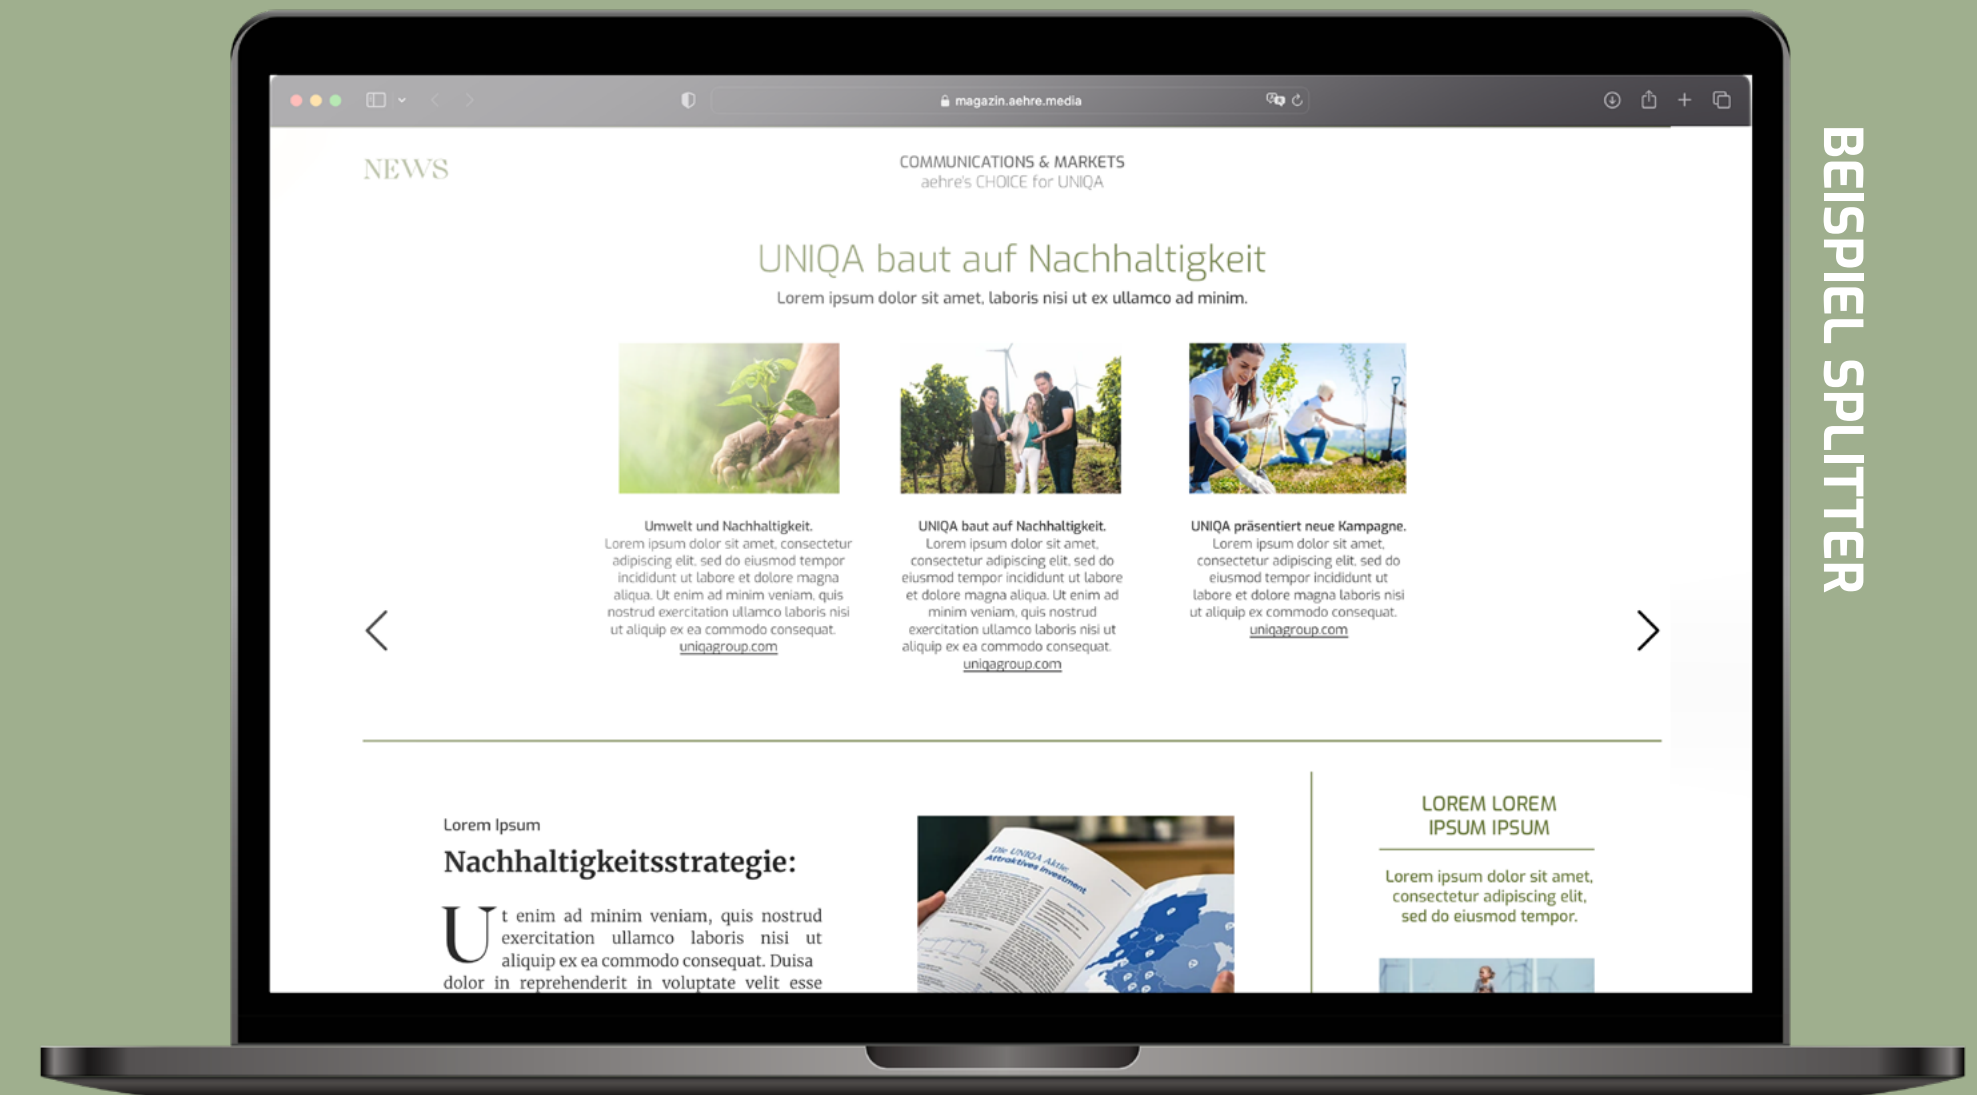 magazin.aehre.media
NEWS
COMMUNICATIONS & MARKETS
aehre's CHOICE for UNIQA
UNIQA baut auf Nachhaltigkeit
Lorem ipsum dolor sit amet, laboris nisi ut ex ullamco ad minim.
Umwelt und Nachhaltigkeit.
Lorem ipsum dolor sit amet, consectetur
adipiscing elit, sed do eiusmod tempor
incididunt ut labore et dolore magna
aliqua. Ut enim ad minim veniam, quis
nostrud exercitation ullamco laboris nisi
ut aliquip ex ea commodo consequat.
uniqagroup.com
UNIQA baut auf Nachhaltigkeit.
Lorem ipsum dolor sit amet,
consectetur adipiscing elit, sed do
eiusmod tempor incididunt ut labore
et dolore magna aliqua. Ut enim ad
minim veniam, quis nostrud
exercitation ullamco laboris nisi ut
aliquip ex ea commodo consequat.
uniqagroup.com
UNIQA präsentiert neue Kampagne.
Lorem ipsum dolor sit amet,
consectetur adipiscing elit, sed do
eiusmod tempor incididunt ut
labore et dolore magna laboris nisi
ut aliquip ex commodo consequat.
uniqagroup.com
Lorem Ipsum
Nachhaltigkeitsstrategie:
Ut enim ad minim veniam, quis nostrud
exercitation ullamco laboris nisi ut
aliquip ex ea commodo consequat. Duisa
dolor in reprehenderit in voluptate velit esse
Die UNIQA Aktie:
Attraktives Investment
LOREM LOREM
IPSUM IPSUM
Lorem ipsum dolor sit amet,
consectetur adipiscing elit,
sed do eiusmod tempor.
BEISPIEL SPLITTER